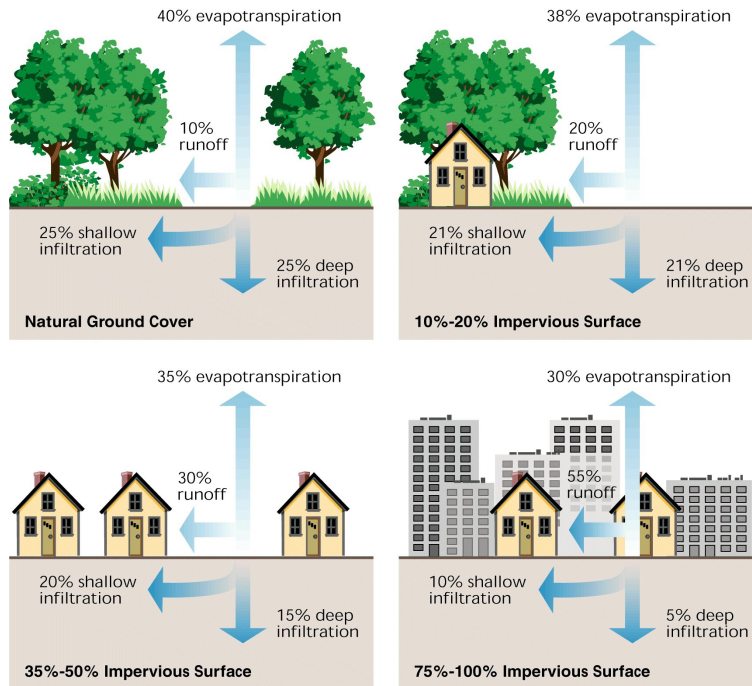 40% evapotranspiration
10%
runoff
25% shallow
infiltration
25% deep
infiltration
Natural Ground Cover
38% evapotranspiration
20%
runoff
21% shallow
infiltration
21% deep
infiltration
10%-20% Impervious Surface
35% evapotranspiration
30%
runoff
20% shallow
infiltration
15% deep
infiltration
35%-50% Impervious Surface
30% evapotranspiration
55%
runoff
10% shallow
infiltration
5% deep
infiltration
75%-100% Impervious Surface